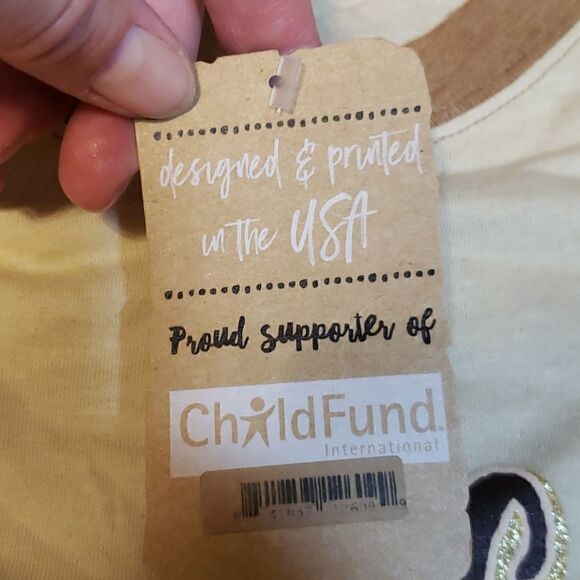 designed & printed
in the USA
Proud supporter of
ChildFund®
International